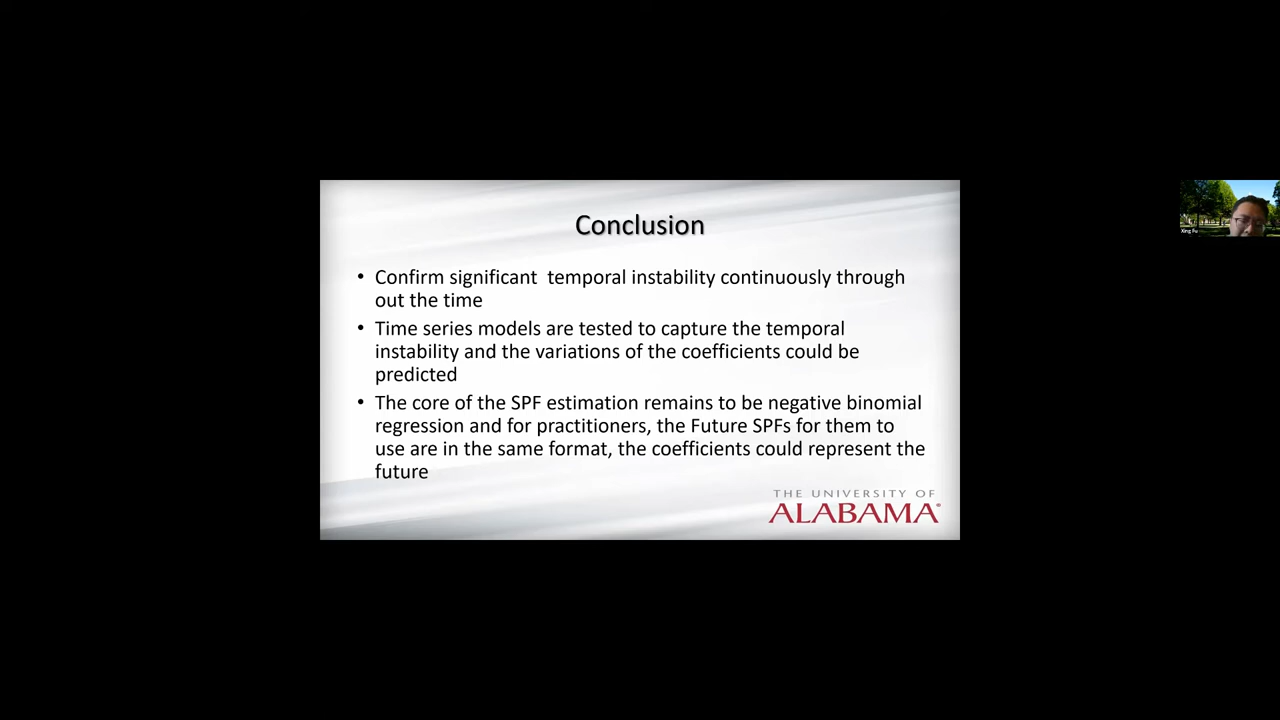 Conclusion
• Confirm significant  temporal instability continuously through
out the time
• Time series models are tested to capture the temporal
instability and the variations of the coefficients could be
predicted
• The core of the SPF estimation remains to be negative binomial
regression and for practitioners, the Future SPFs for them to
use are in the same format, the coefficients could represent the
future
THE UNIVERSITY OF
ALABAMA®
Xing Fu